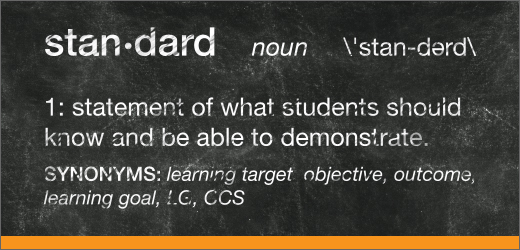 stan·dard noun \'stan-dərd\
1: statement of what students should
know and be able to demonstrate.
SYNONYMS: learning target, objective, outcome,
learning goal, LG, CCS